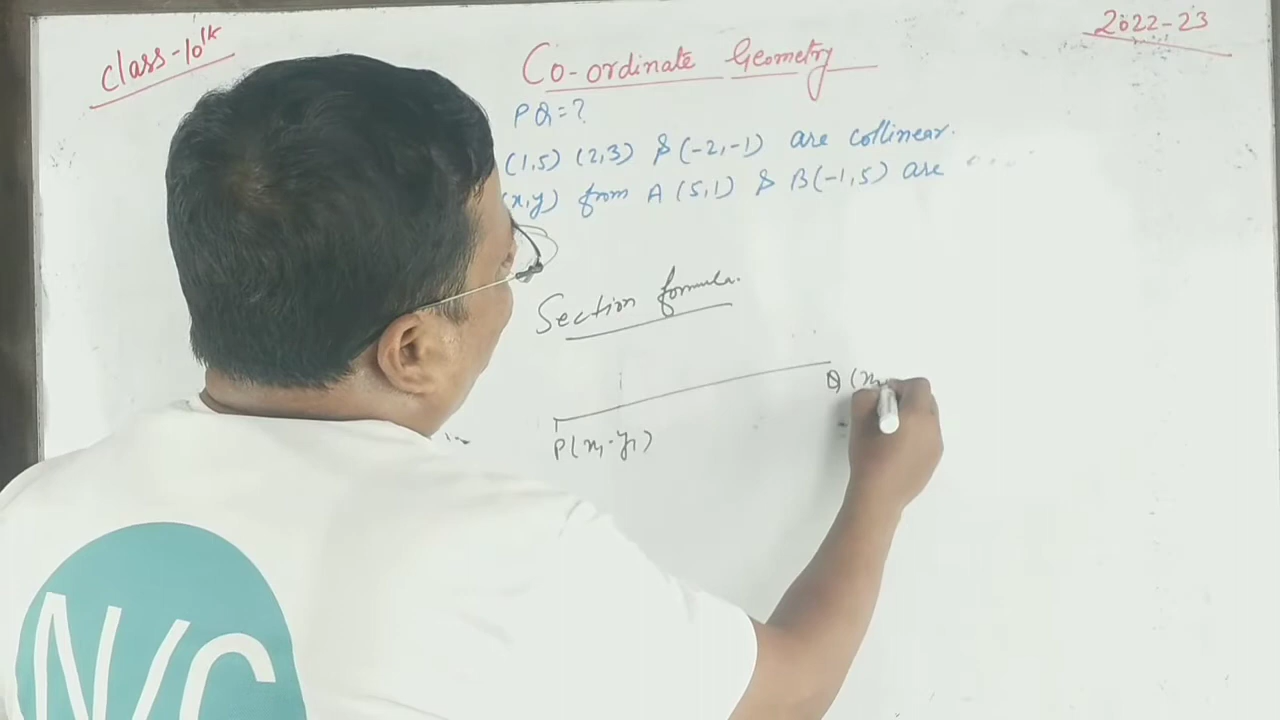 class-10th
2022-23
Co-ordinate Geometry
PQ=?
(1,5) (2,3) & (-2,-1) are collinear.
(x,y) from A (5,1) & B(-1,5) are
Section formula.
Q (x
P(x1, y1)
NC